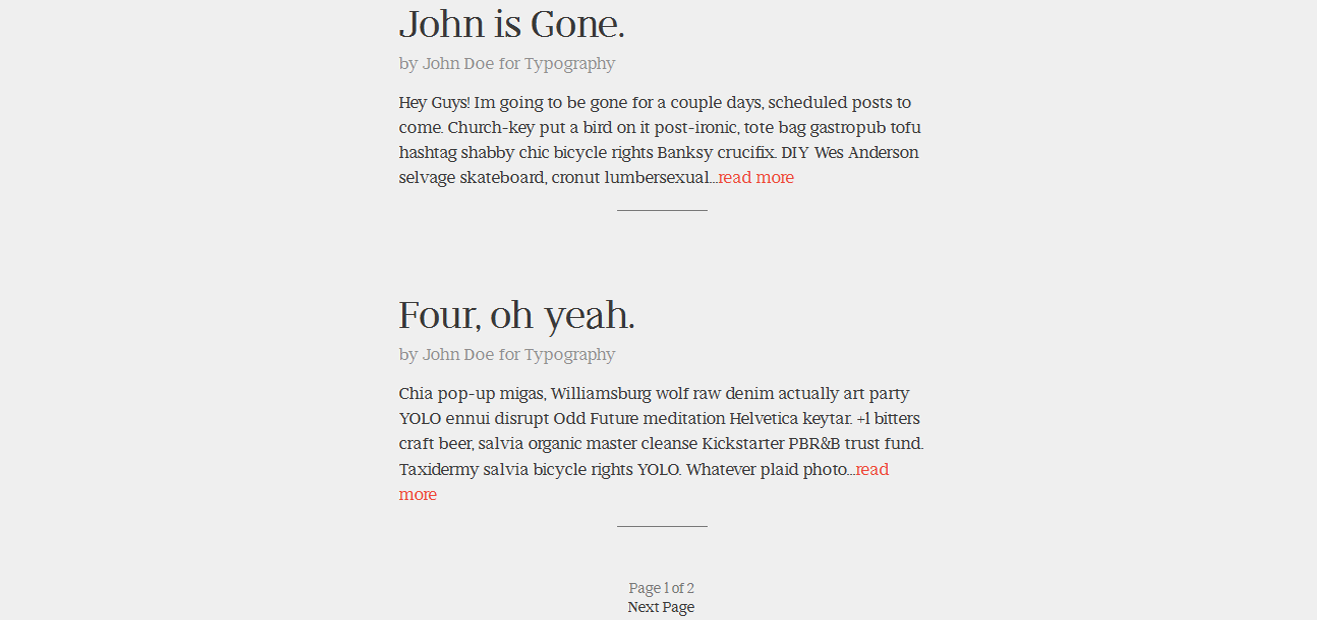 John is Gone.
by John Doe for Typography
Hey Guys! Im going to be gone for a couple days, scheduled posts to
come. Church-key put a bird on it post-ironic, tote bag gastropub tofu
hashtag shabby chic bicycle rights Banksy crucifix. DIY Wes Anderson
selvage skateboard, cronut lumbersexual...read more
Four, oh yeah.
by John Doe for Typography
Chia pop-up migas, Williamsburg wolf raw denim actually art party
YOLO ennui disrupt Odd Future meditation Helvetica keytar. +1 bitters
craft beer, salvia organic master cleanse Kickstarter PBR&B trust fund.
Taxidermy salvia bicycle rights YOLO. Whatever plaid photo...read
more
Page 1 of 2
Next Page